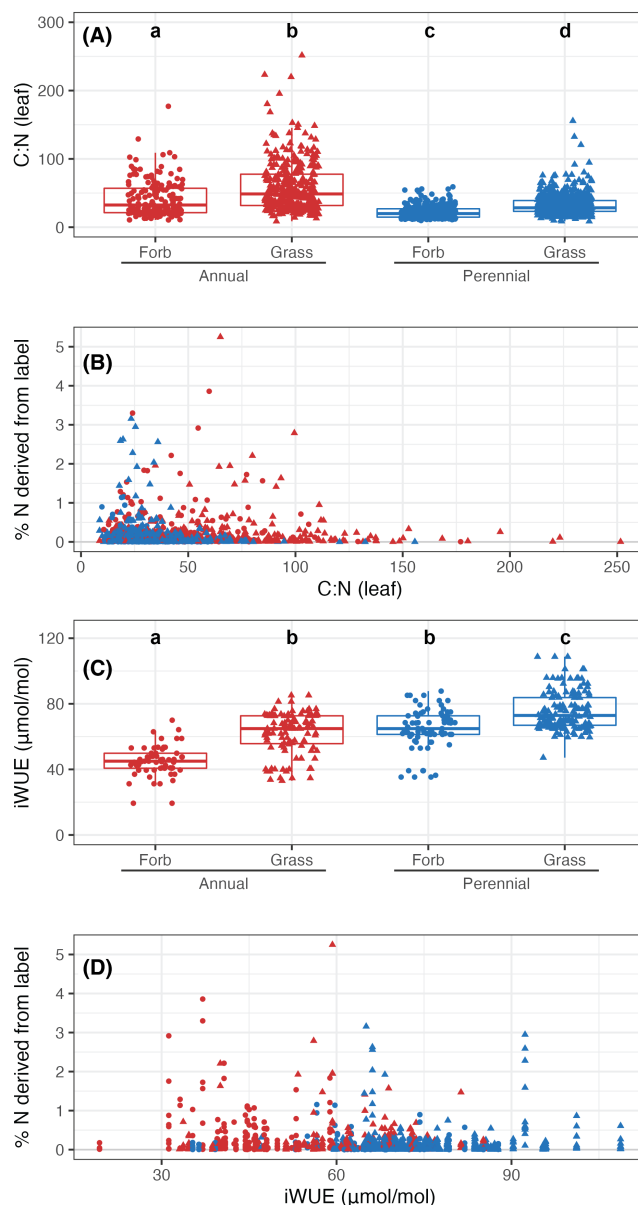 (A) a b c d
C:N (leaf)
300
200
100
0
Forb Grass Forb Grass
Annual Perennial
(B)
% N derived from label
5
4
3
2
1
0
0 50 100 150 200 250
C:N (leaf)
(C) a b b c
iWUE (μmol/mol)
120
80
40
0
Forb Grass Forb Grass
Annual Perennial
(D)
% N derived from label
5
4
3
2
1
0
30 60 90
iWUE (μmol/mol)